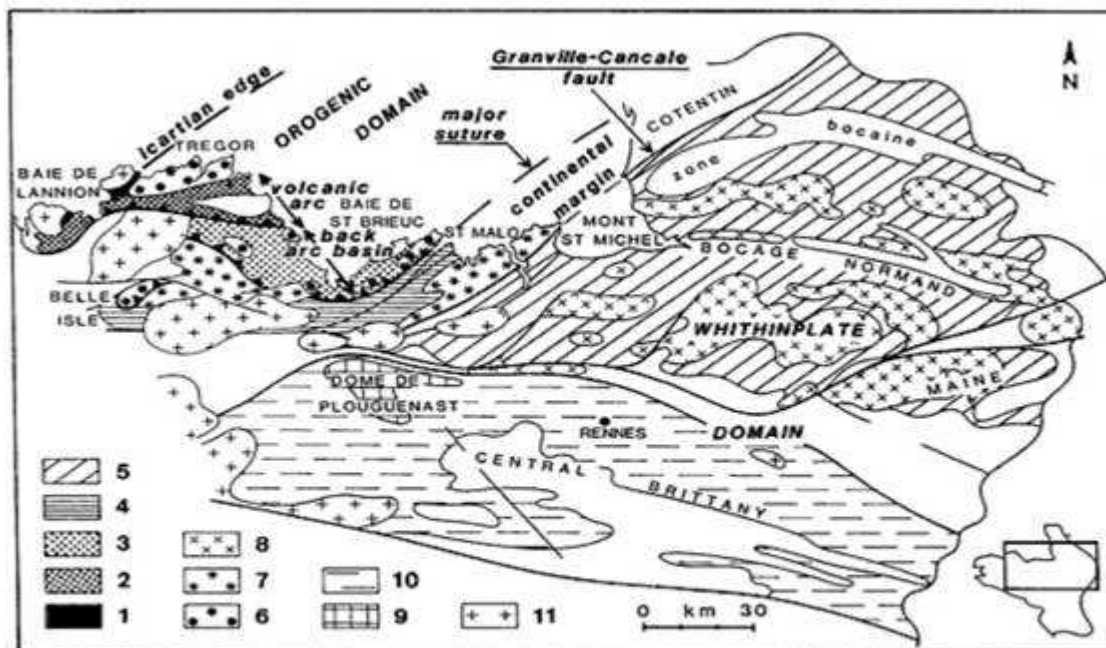 Granville-Cancale
fault
N
Icartian edge
OROGENIC
DOMAIN
major
suture
COTENTIN
bocaine
zone
TREGOR
BAIE DE
LANNION
continental
margin
volcanic
arc
BAIE DE
ST BRIEUC
back
arc basin
ST MALO
MONT
ST MICHEL
BOCAGE
NORMAND
BELLE
ISLE
WHITHINPLATE
MAINE
DOME DE
PLOUGUENAST
RENNES
DOMAIN
CENTRAL
BRITTANY
5
4
3 8
2 7 10
1 6 9 11
0 km 30